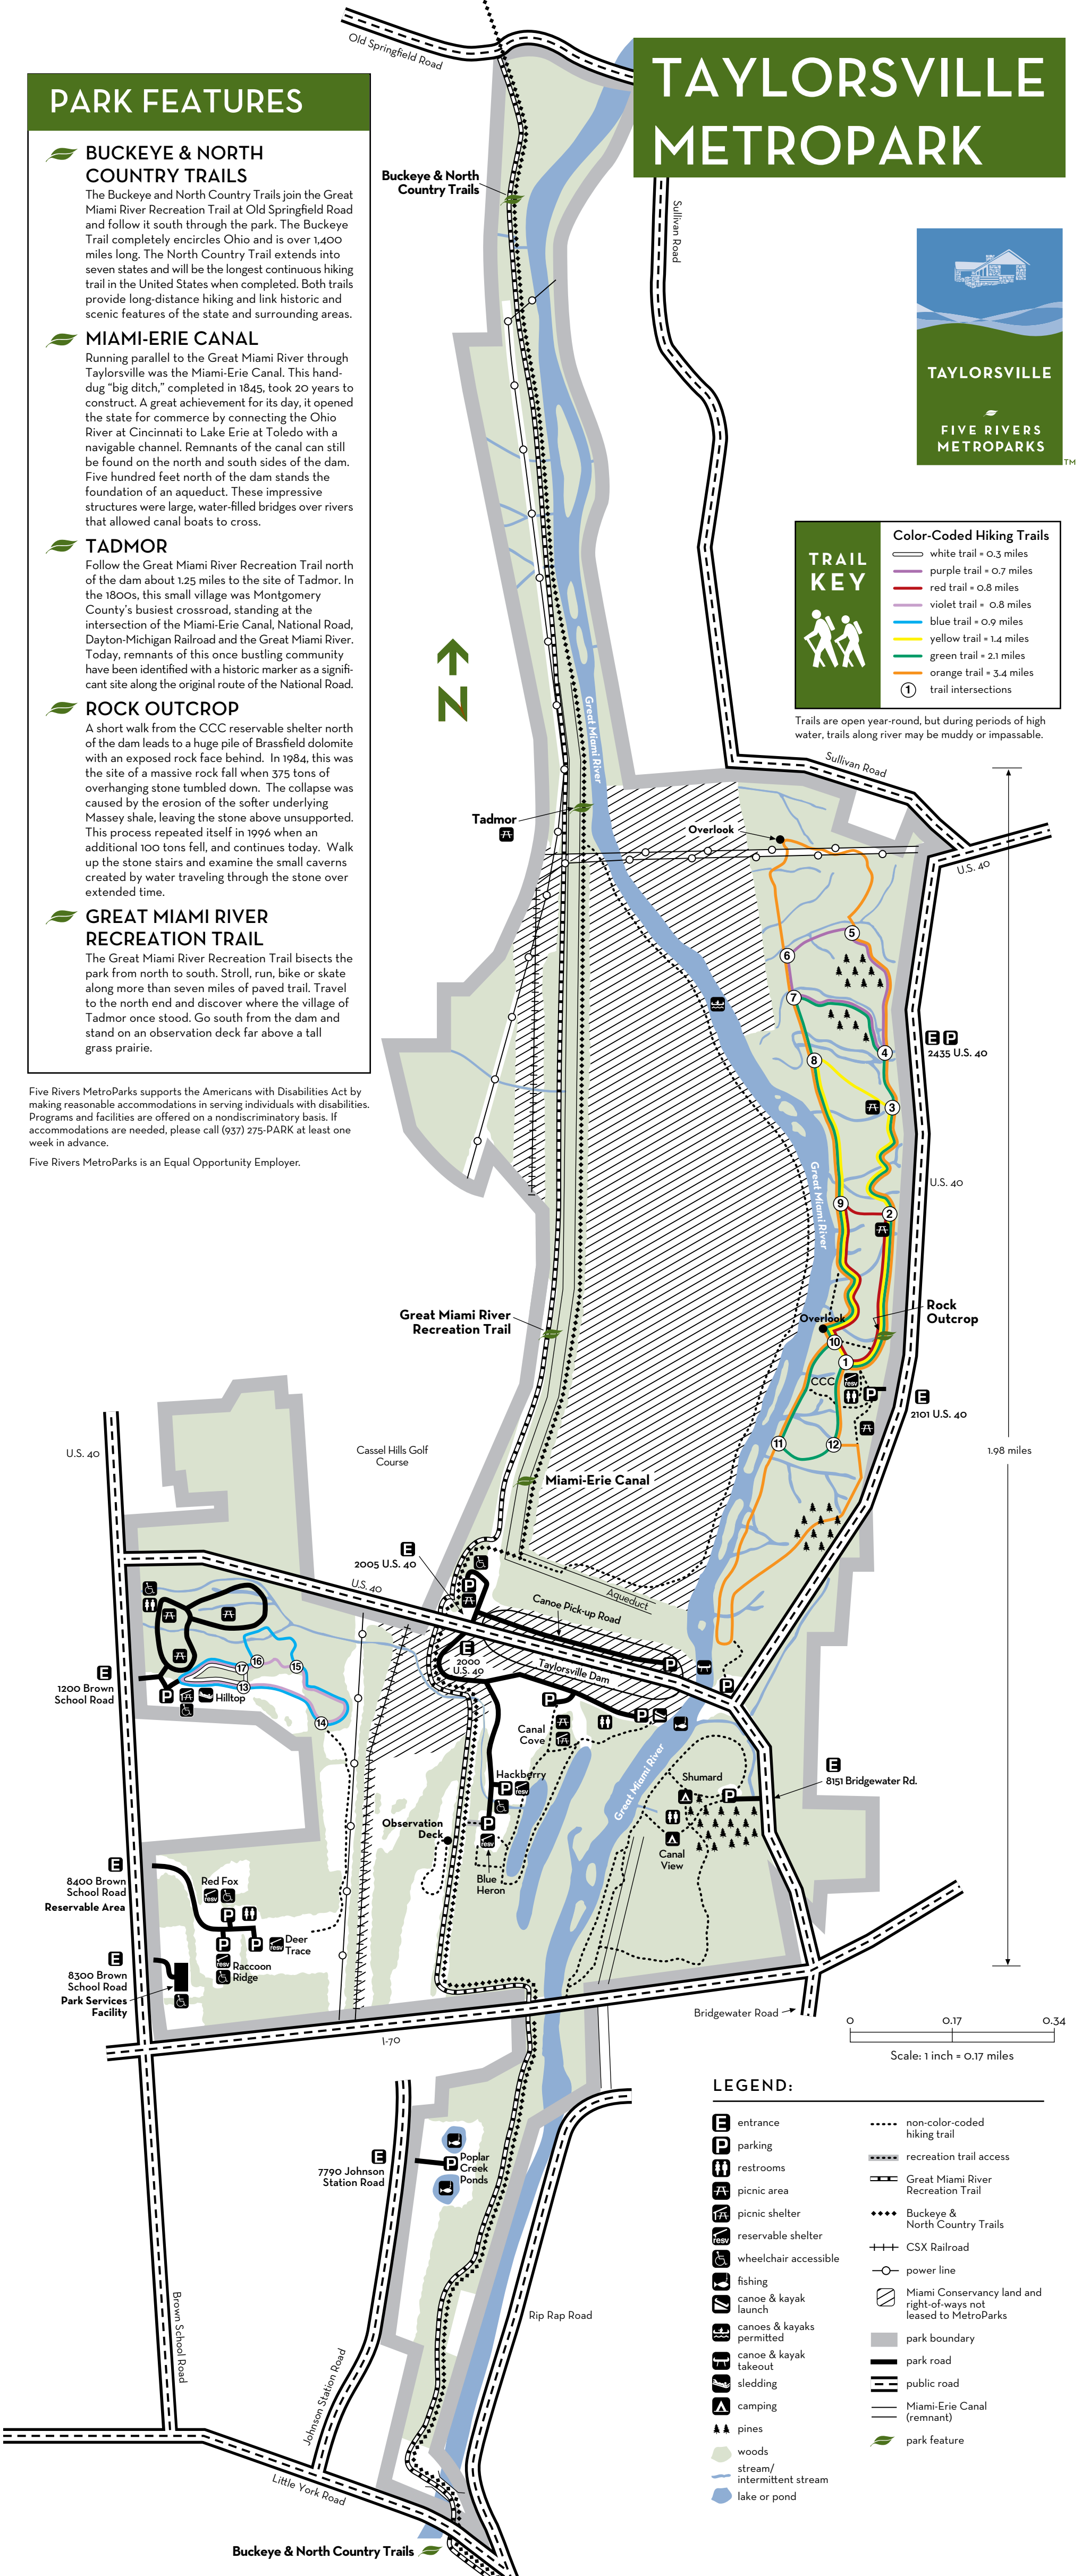 Old Springfield Road
TAYLORSVILLE
METROPARK
PARK FEATURES
BUCKEYE & NORTH
COUNTRY TRAILS
The Buckeye and North Country Trails join the Great
Miami River Recreation Trail at Old Springfield Road
and follow it south through the park. The Buckeye
Trail completely encircles Ohio and is over 1,400
miles long. The North Country Trail extends into
seven states and will be the longest continuous hiking
trail in the United States when completed. Both trails
provide long-distance hiking and link historic and
scenic features of the state and surrounding areas.
MIAMI-ERIE CANAL
Running parallel to the Great Miami River through
Taylorsville was the Miami-Erie Canal. This hand-
dug “big ditch,” completed in 1845, took 20 years to
construct. A great achievement for its day, it opened
the state for commerce by connecting the Ohio
River at Cincinnati to Lake Erie at Toledo with a
navigable channel. Remnants of the canal can still
be found on the north and south sides of the dam.
Five hundred feet north of the dam stands the
foundation of an aqueduct. These impressive
structures were large, water-filled bridges over rivers
that allowed canal boats to cross.
TADMOR
Follow the Great Miami River Recreation Trail north
of the dam about 1.25 miles to the site of Tadmor. In
the 1800s, this small village was Montgomery
County’s busiest crossroad, standing at the
intersection of the Miami-Erie Canal, National Road,
Dayton-Michigan Railroad and the Great Miami River.
Today, remnants of this once bustling community
have been identified with a historic marker as a signifi-
cant site along the original route of the National Road.
ROCK OUTCROP
A short walk from the CCC reservable shelter north
of the dam leads to a huge pile of Brassfield dolomite
with an exposed rock face behind. In 1984, this was
the site of a massive rock fall when 375 tons of
overhanging stone tumbled down. The collapse was
caused by the erosion of the softer underlying
Massey shale, leaving the stone above unsupported.
This process repeated itself in 1996 when an
additional 100 tons fell, and continues today. Walk
up the stone stairs and examine the small caverns
created by water traveling through the stone over
extended time.
GREAT MIAMI RIVER
RECREATION TRAIL
The Great Miami River Recreation Trail bisects the
park from north to south. Stroll, run, bike or skate
along more than seven miles of paved trail. Travel
to the north end and discover where the village of
Tadmor once stood. Go south from the dam and
stand on an observation deck far above a tall
grass prairie.
Five Rivers MetroParks supports the Americans with Disabilities Act by
making reasonable accommodations in serving individuals with disabilities.
Programs and facilities are offered on a nondiscriminatory basis. If
accommodations are needed, please call (937) 275-PARK at least one
week in advance.
Five Rivers MetroParks is an Equal Opportunity Employer.
Buckeye & North
Country Trails
Sullivan Road
TAYLORSVILLE
FIVE RIVERS
METROPARKS
TM
TRAIL
KEY
Color-Coded Hiking Trails
white trail = 0.3 miles
purple trail = 0.7 miles
red trail = 0.8 miles
violet trail = 0.8 miles
blue trail = 0.9 miles
yellow trail = 1.4 miles
green trail = 2.1 miles
orange trail = 3.4 miles
1 trail intersections
Trails are open year-round, but during periods of high
water, trails along river may be muddy or impassable.
N
Great Miami River
Sullivan Road
Tadmor
Overlook
U.S. 40
5
6
7
4
E P
2435 U.S. 40
8
3
Great Miami River
U.S. 40
9
2
Great Miami River
Recreation Trail
Rock
Outcrop
Overlook
10
1
CCC
resv
P
E
2101 U.S. 40
11
12
1.98 miles
U.S. 40
Cassel Hills Golf
Course
Miami-Erie Canal
E
2005 U.S. 40
U.S. 40
P
Aqueduct
Canoe Pick-up Road
E
2000
U.S. 40
Taylorsville Dam
P
P
E
1200 Brown
School Road
P
Hilltop
17
16
15
13
14
P
P
Canal
Cove
Great Miami River
Hackberry
P
resv
Observation
Deck
P
resv
Blue
Heron
Shumard
P
Canal
View
E
8151 Bridgewater Rd.
E
8400 Brown
School Road
Reservable Area
Red Fox
resv
P
P
P
resv
Deer
Trace
resv
Raccoon
Ridge
E
8300 Brown
School Road
Park Services
Facility
I-70
Bridgewater Road
0 0.17 0.34
Scale: 1 inch = 0.17 miles
E
7790 Johnson
Station Road
P
Poplar
Creek
Ponds
Brown School Road
Johnson Station Road
Rip Rap Road
Little York Road
Buckeye & North Country Trails
LEGEND:
E entrance
P parking
restrooms
picnic area
picnic shelter
resv reservable shelter
wheelchair accessible
fishing
canoe & kayak
launch
canoes & kayaks
permitted
canoe & kayak
takeout
sledding
camping
pines
woods
stream/
intermittent stream
lake or pond
non-color-coded
hiking trail
recreation trail access
Great Miami River
Recreation Trail
Buckeye &
North Country Trails
CSX Railroad
power line
Miami Conservancy land and
right-of-ways not
leased to MetroParks
park boundary
park road
public road
Miami-Erie Canal
(remnant)
park feature